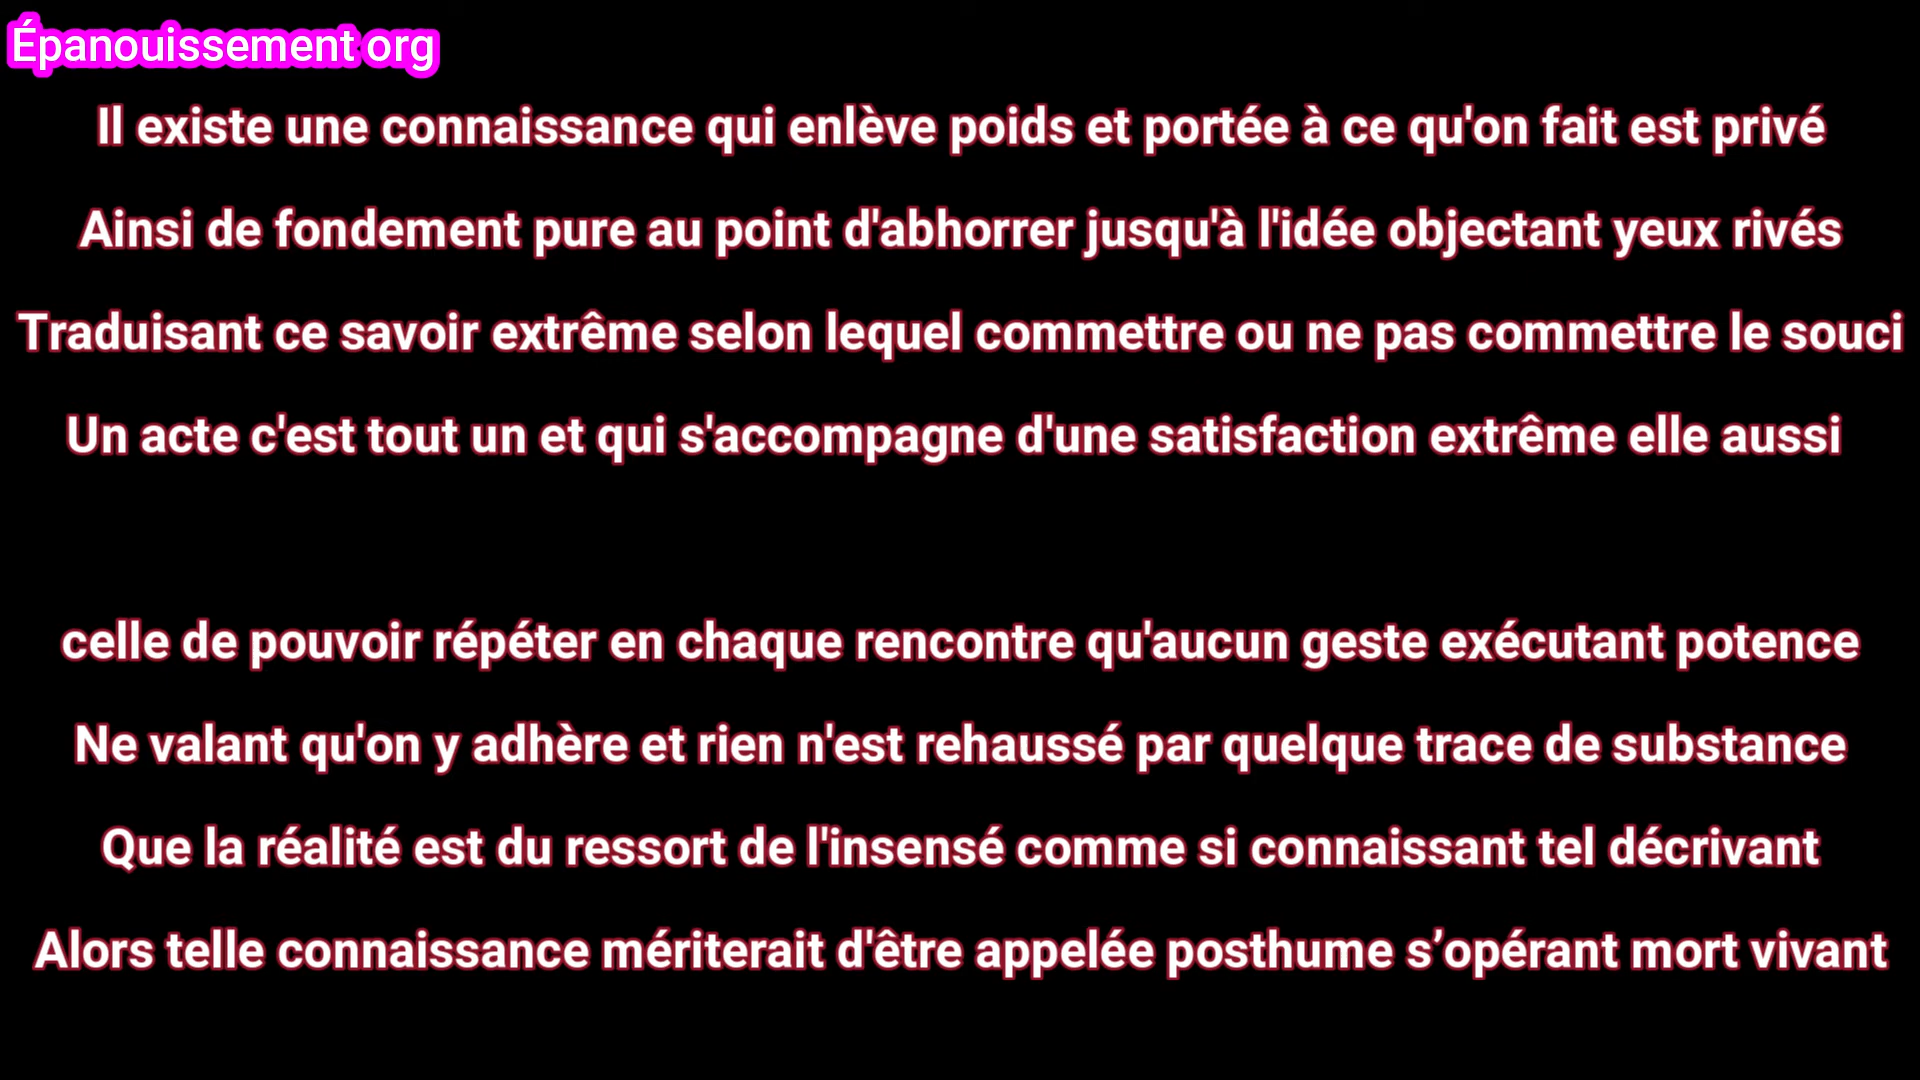 Épanouissement org
Il existe une connaissance qui enlève poids et portée à ce qu'on fait est privé
Ainsi de fondement pure au point d'abhorrer jusqu'à l'idée objectant yeux rivés
Traduisant ce savoir extrême selon lequel commettre ou ne pas commettre le souci
Un acte c'est tout un et qui s'accompagne d'une satisfaction extrême elle aussi
celle de pouvoir répéter en chaque rencontre qu'aucun geste exécutant potence
Ne valant qu'on y adhère et rien n'est rehaussé par quelque trace de substance
Que la réalité est du ressort de l'insensé comme si connaissant tel décrivant
Alors telle connaissance mériterait d'être appelée posthume s’opérant mort vivant